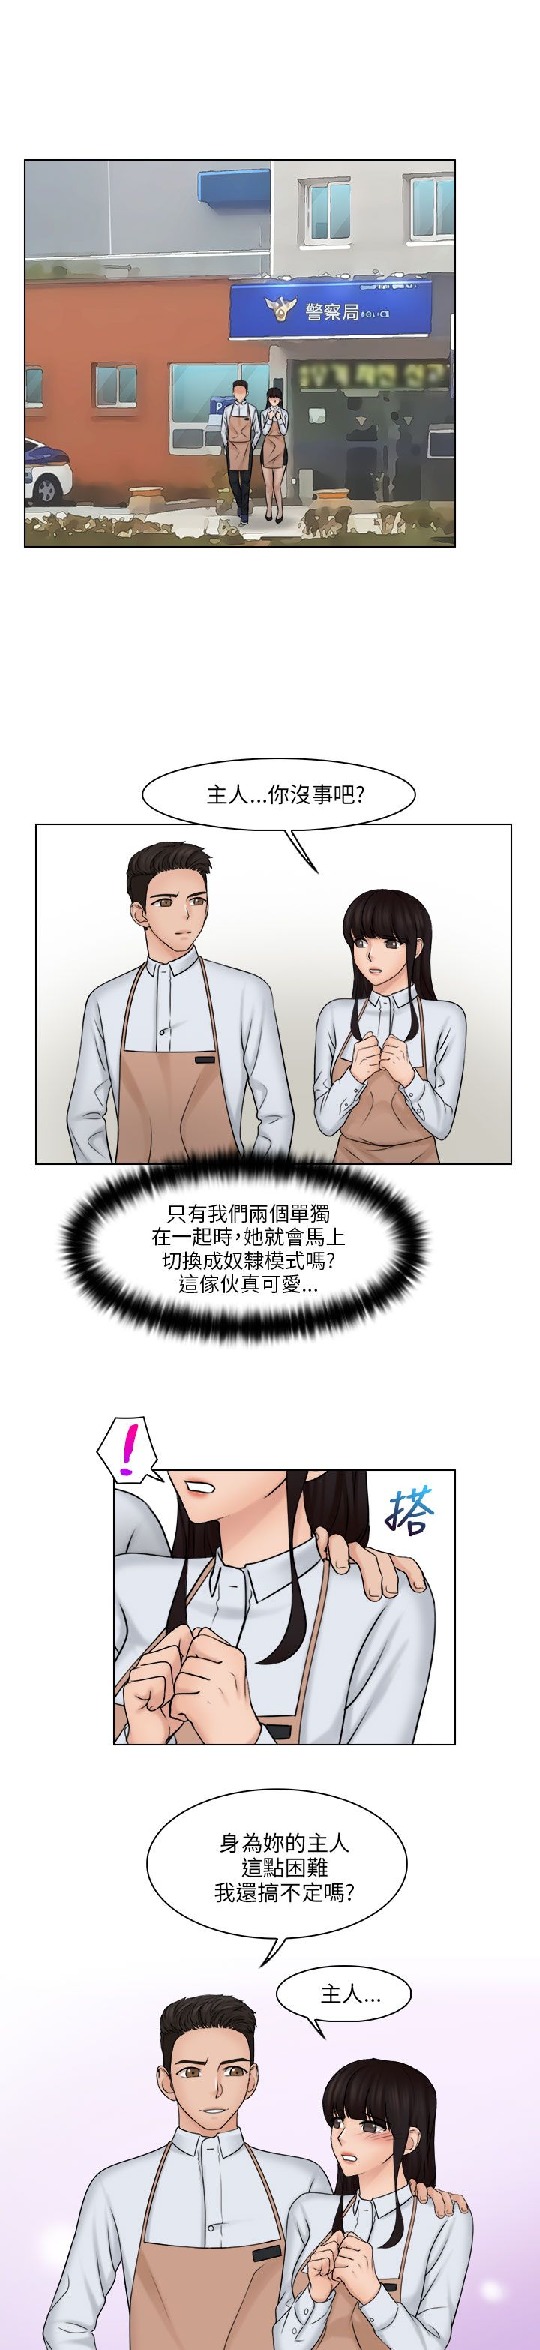 警察局
POLICE
主人...你沒事吧?
只有我們兩個單獨
在一起時,她就會馬上
切換成奴隸模式嗎?
這傢伙真可愛...
!
搭
身為妳的主人
這點困難
我還搞不定嗎?
主人...